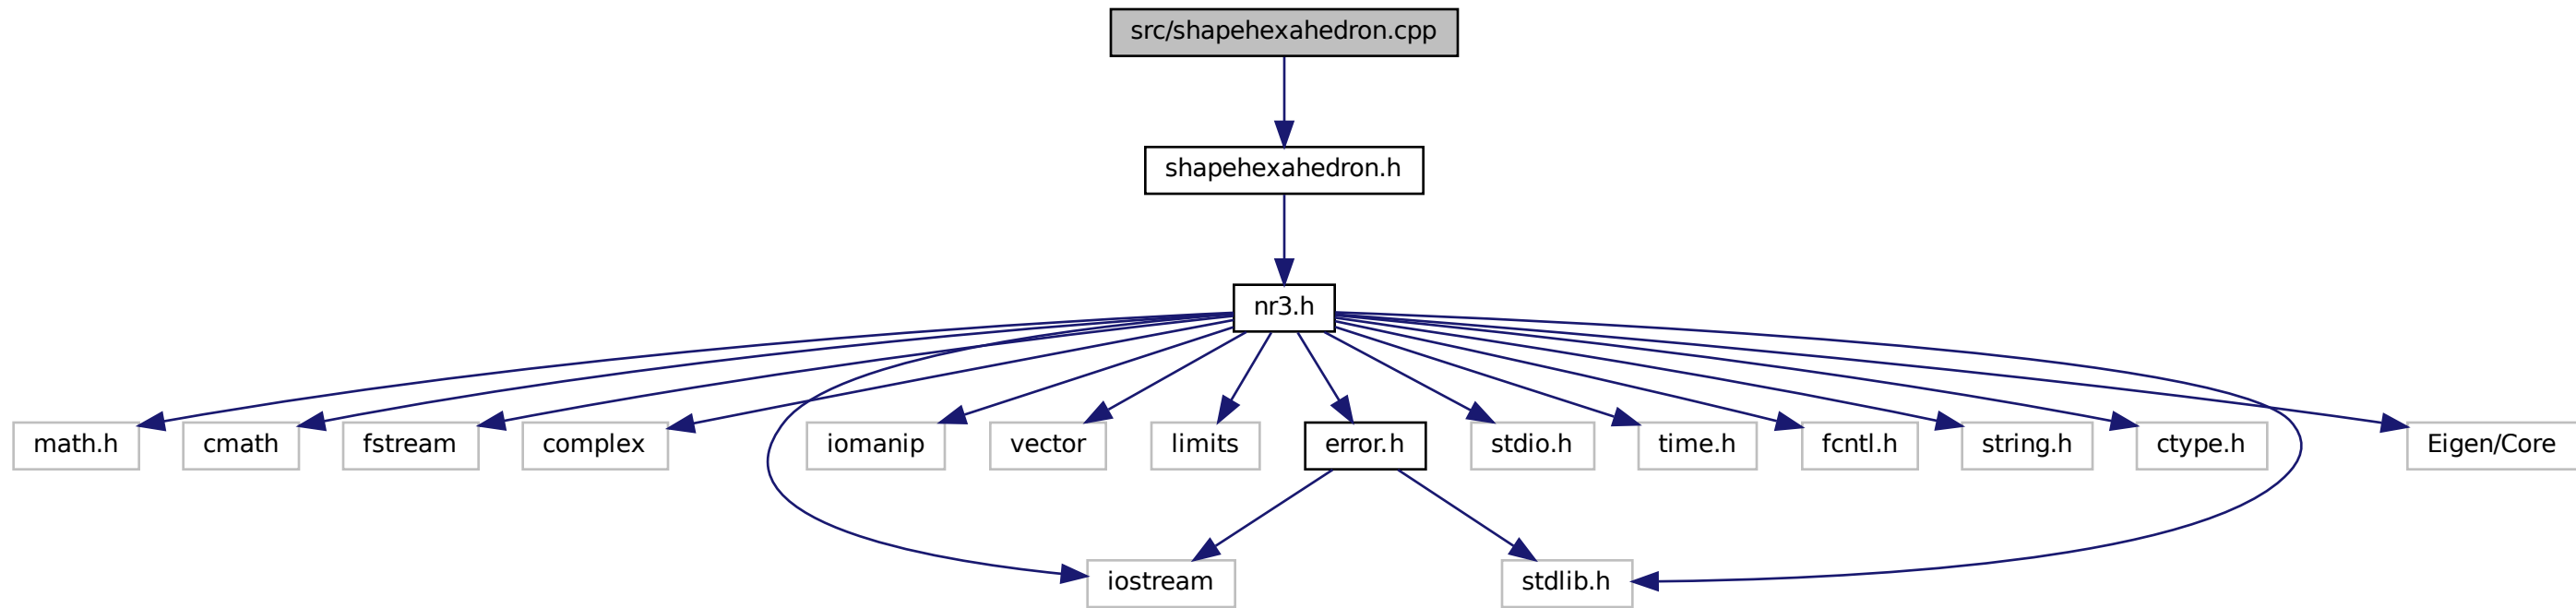 src/shapehexahedron.cpp
shapehexahedron.h
nr3.h
math.h
cmath
fstream
complex
iomanip
vector
limits
error.h
stdio.h
time.h
fcntl.h
string.h
ctype.h
Eigen/Core
iostream
stdlib.h